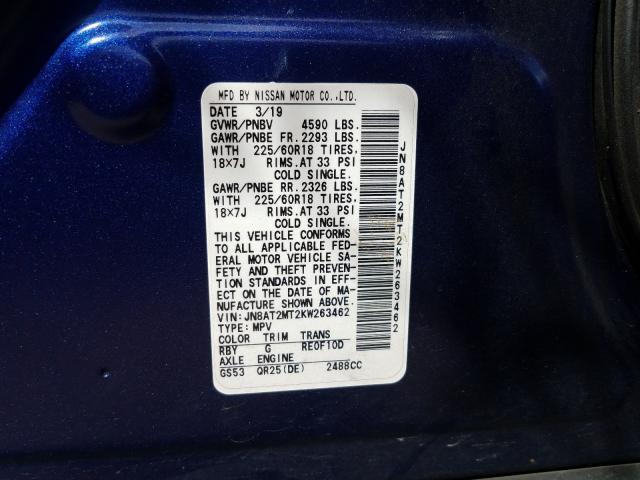 MFD BY NISSAN MOTOR CO.,LTD.
DATE 3/19
GVWR/PNBV 4590 LBS.
GAWR/PNBE FR. 2293 LBS.
WITH 225/60R18 TIRES.
18X7J RIMS. AT 33 PSI
COLD SINGLE.
GAWR/PNBE RR. 2326 LBS.
WITH 225/60R18 TIRES.
18X7J RIMS. AT 33 PSI
COLD SINGLE.
THIS VEHICLE CONFORMS
TO ALL APPLICABLE FED-
ERAL MOTOR VEHICLE SA-
FETY AND THEFT PREVEN-
TION STANDARDS IN EFF-
ECT ON THE DATE OF MA-
NUFACTURE SHOWN ABOVE.
VIN: JN8AT2MT2KW263462
TYPE: MPV
COLOR TRIM TRANS
RBY G RE0F10D
AXLE ENGINE
GS53 QR25(DE) 2488CC
JN8AT2MT2KW263462